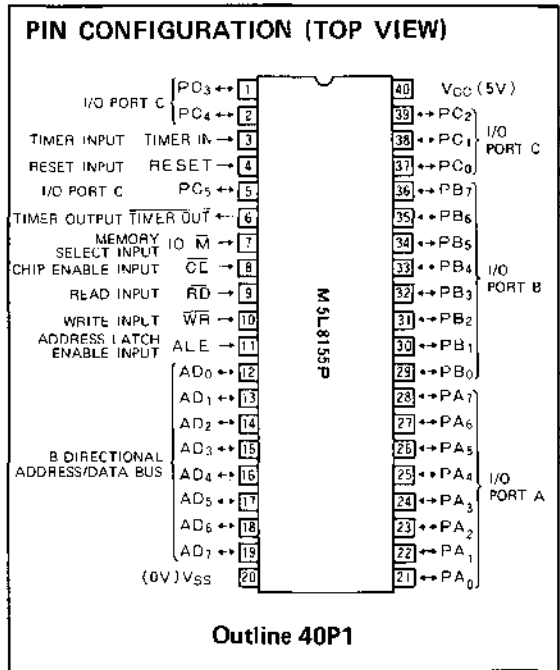 PIN CONFIGURATION (TOP VIEW)
I/O PORT C
PC3 ↔ 1
PC4 ↔ 2
TIMER INPUT TIMER IN → 3
RESET INPUT RESET → 4
I/O PORT C PC5 ↔ 5
TIMER OUTPUT TIMER OUT ← 6
MEMORY
SELECT INPUT IO M̅ → 7
CHIP ENABLE INPUT C̅E̅ → 8
READ INPUT R̅D̅ → 9
WRITE INPUT W̅R̅ → 10
ADDRESS LATCH
ENABLE INPUT ALE → 11
AD0 ↔ 12
AD1 ↔ 13
AD2 ↔ 14
AD3 ↔ 15
B DIRECTIONAL
ADDRESS/DATA BUS
AD4 ↔ 16
AD5 ↔ 17
AD6 ↔ 18
AD7 ↔ 19
(0V) VSS 20
M5L8155P
40 VCC (5V)
39 ↔ PC2
38 ↔ PC1
37 ↔ PC0
I/O
PORT C
36 ↔ PB7
35 ↔ PB6
34 ↔ PB5
33 ↔ PB4
32 ↔ PB3
31 ↔ PB2
30 ↔ PB1
29 ↔ PB0
I/O
PORT B
28 ↔ PA7
27 ↔ PA6
26 ↔ PA5
25 ↔ PA4
24 ↔ PA3
23 ↔ PA2
22 ↔ PA1
21 ↔ PA0
I/O
PORT A
Outline 40P1